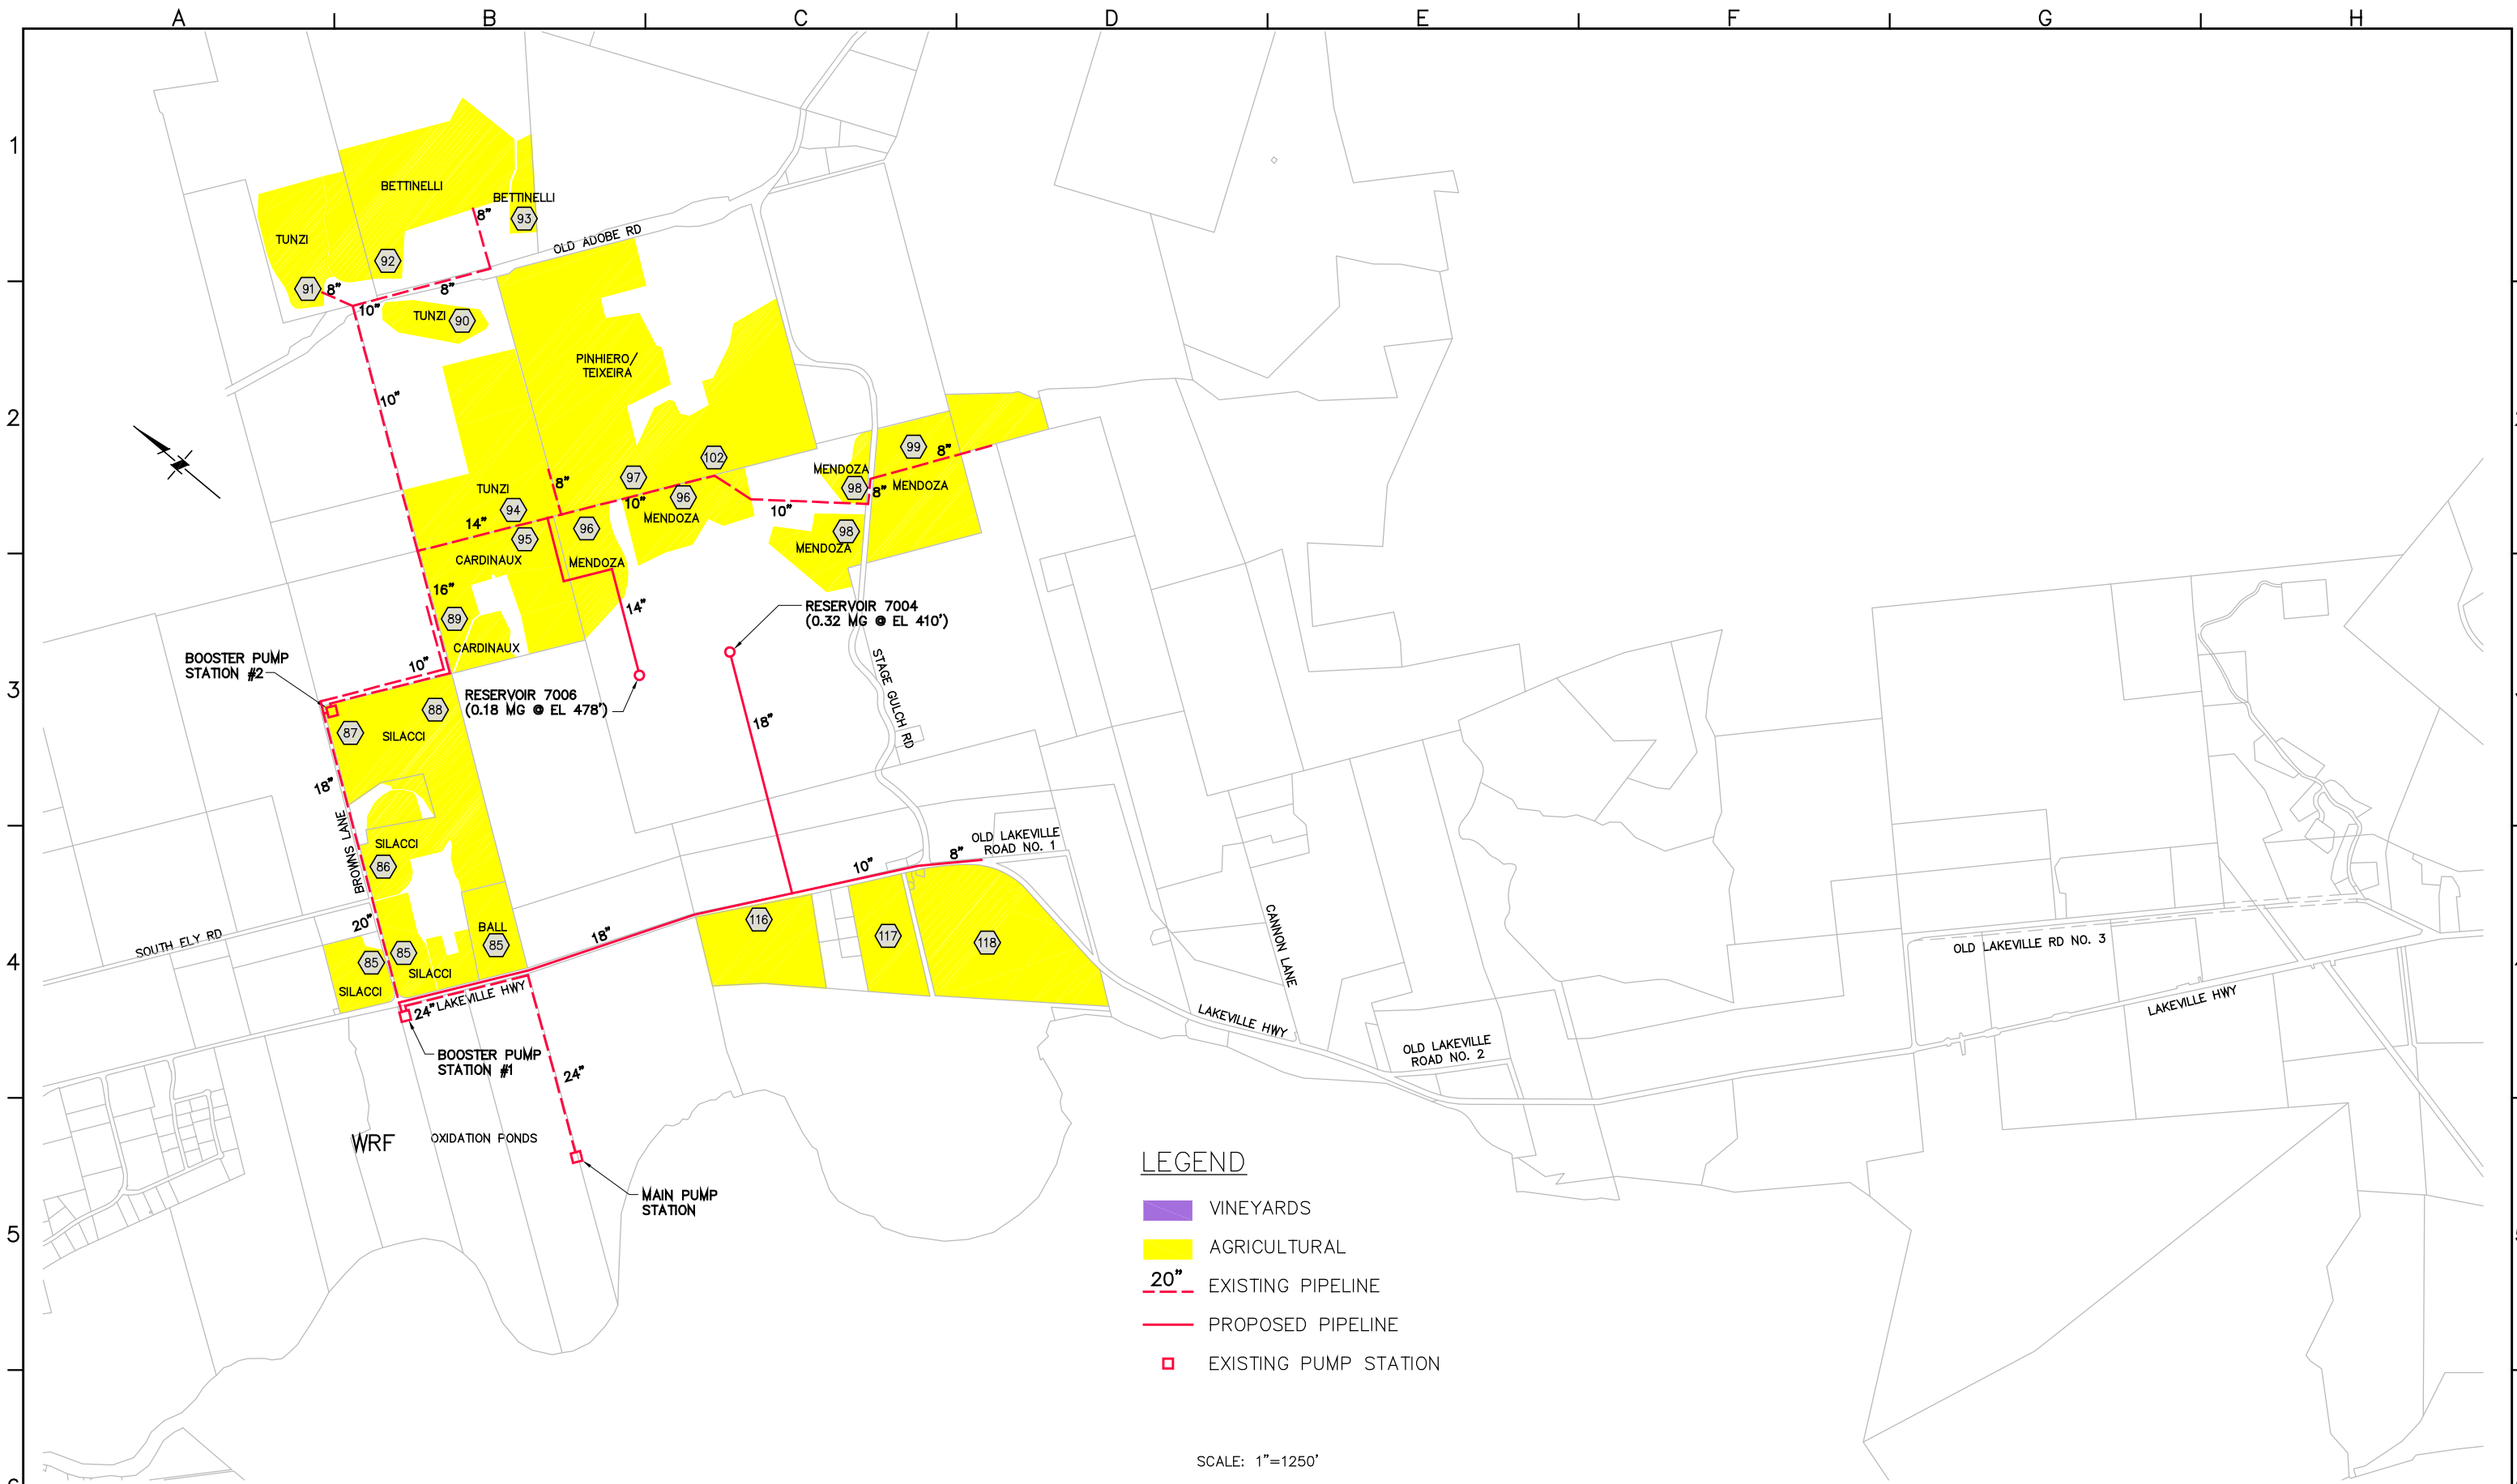 A B C D E F G H
1
BETTINELLI
BETTINELLI
8"
93
TUNZI
OLD ADOBE RD
92
91
8"
8"
10"
TUNZI
90
PINHIERO/
TEIXEIRA
10"
2
99
8"
102
MENDOZA
97
8"
98
8"
MENDOZA
TUNZI
96
10"
94
MENDOZA
10"
14"
96
98
95
MENDOZA
CARDINAUX
MENDOZA
16"
14"
RESERVOIR 7004
(0.32 MG @ EL 410')
89
CARDINAUX
BOOSTER PUMP
STATION #2
10"
STAGE GULCH RD
3
RESERVOIR 7006
(0.18 MG @ EL 478')
88
18"
87
SILACCI
18"
BROWNS LANE
OLD LAKEVILLE
ROAD NO. 1
SILACCI
8"
10"
86
20"
116
BALL
18"
117
CANNON LANE
SOUTH ELY RD
85
118
OLD LAKEVILLE RD NO. 3
85
85
4
SILACCI
SILACCI
LAKEVILLE HWY
LAKEVILLE HWY
24"
LAKEVILLE HWY
OLD LAKEVILLE
ROAD NO. 2
BOOSTER PUMP
STATION #1
24"
WRF
OXIDATION PONDS
LEGEND
MAIN PUMP
STATION
VINEYARDS
5
AGRICULTURAL
20"
EXISTING PIPELINE
PROPOSED PIPELINE
EXISTING PUMP STATION
SCALE: 1"=1250'